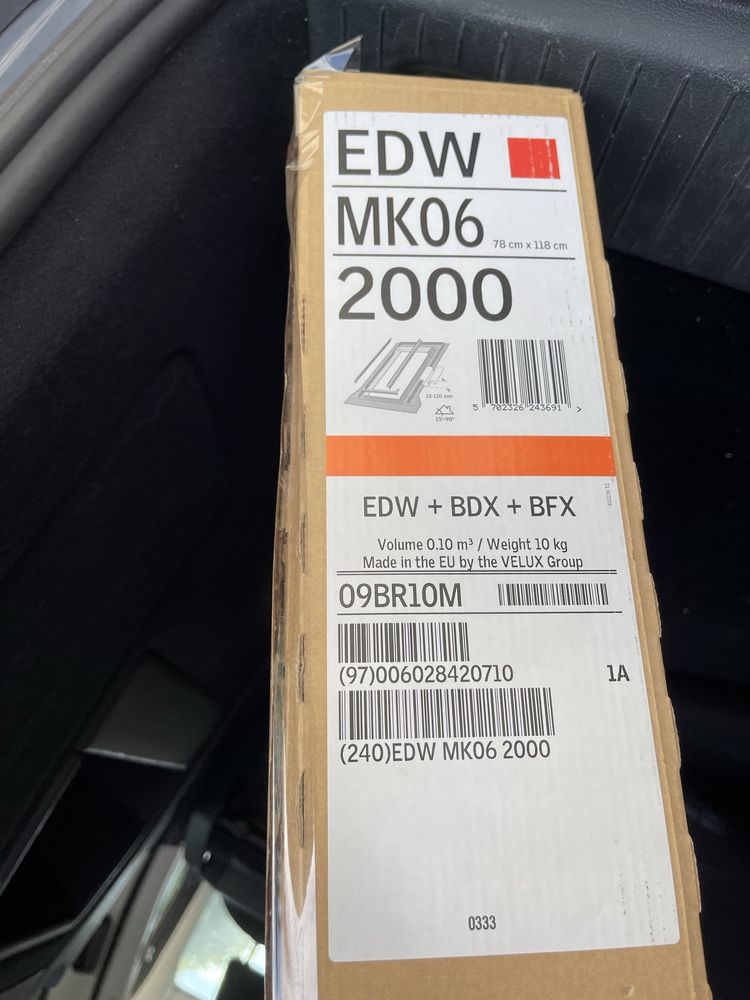 EDW
MK06 78 cm x 118 cm
2000
15-120 mm
15°-90°
5 702326 243691 >
EDW + BDX + BFX
Volume 0.10 m³ / Weight 10 kg
Made in the EU by the VELUX Group
09BR10M
(97)006028420710 1A
(240)EDW MK06 2000
0333